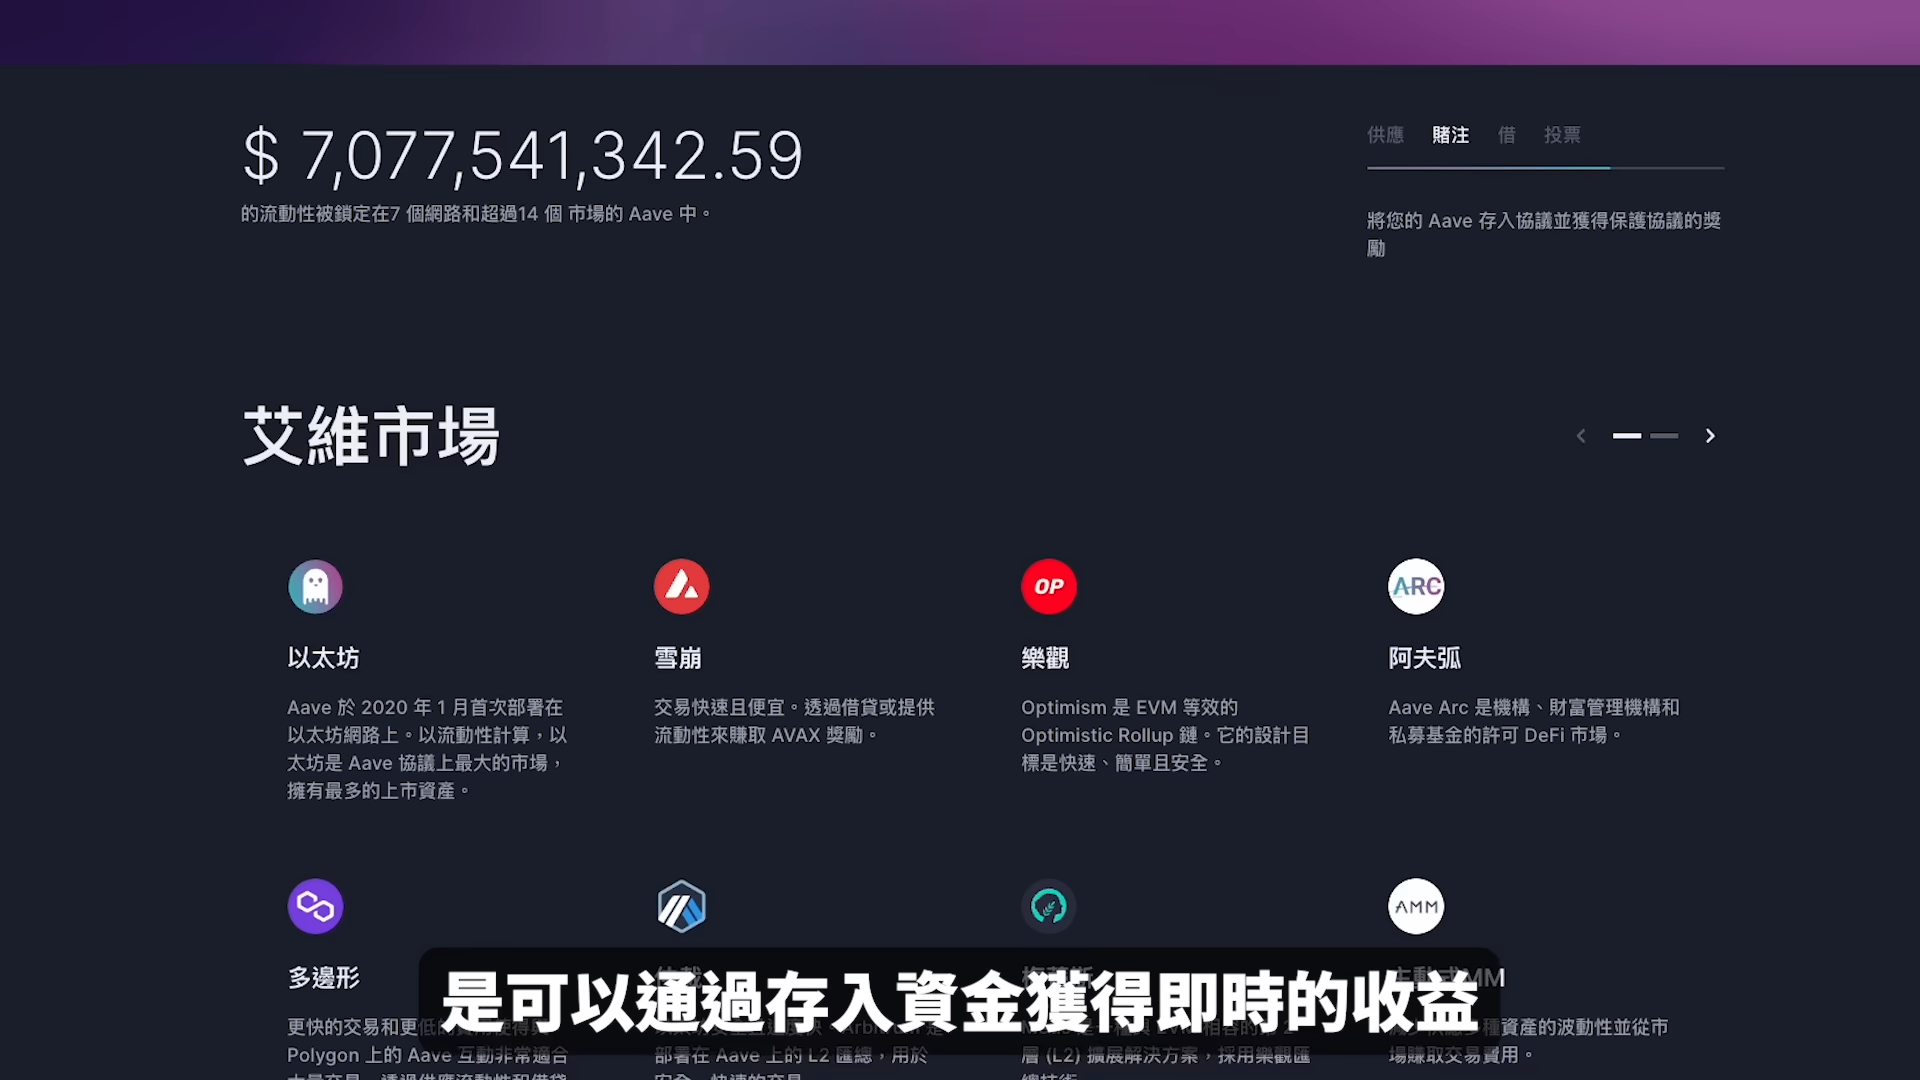 $ 7,077,541,342.59
的流動性被鎖定在7 個網路和超過14 個 市場的 Aave 中。
供應 賭注 借 投票
將您的 Aave 存入協議並獲得保護協議的獎
勵
艾維市場
OP
ARC
以太坊
雪崩
樂觀
阿夫弧
Aave 於 2020 年 1 月首次部署在
以太坊網路上。以流動性計算，以
太坊是 Aave 協議上最大的市場，
擁有最多的上市資產。
交易快速且便宜。透過借貸或提供
流動性來賺取 AVAX 獎勵。
Optimism 是 EVM 等效的
Optimistic Rollup 鏈。它的設計目
標是快速、簡單且安全。
Aave Arc 是機構、財富管理機構和
私募基金的許可 DeFi 市場。
AMM
多邊形
更快的交易和更低
Polygon 上的 Aave 互動非常適合
部署在 Aave 上的 L2 匯總，用於
層 (L2) 擴展解決方案，採用樂觀匯
種資產的波動性並從市
場賺取交易費用。
是可以通過存入資金獲得即時的收益